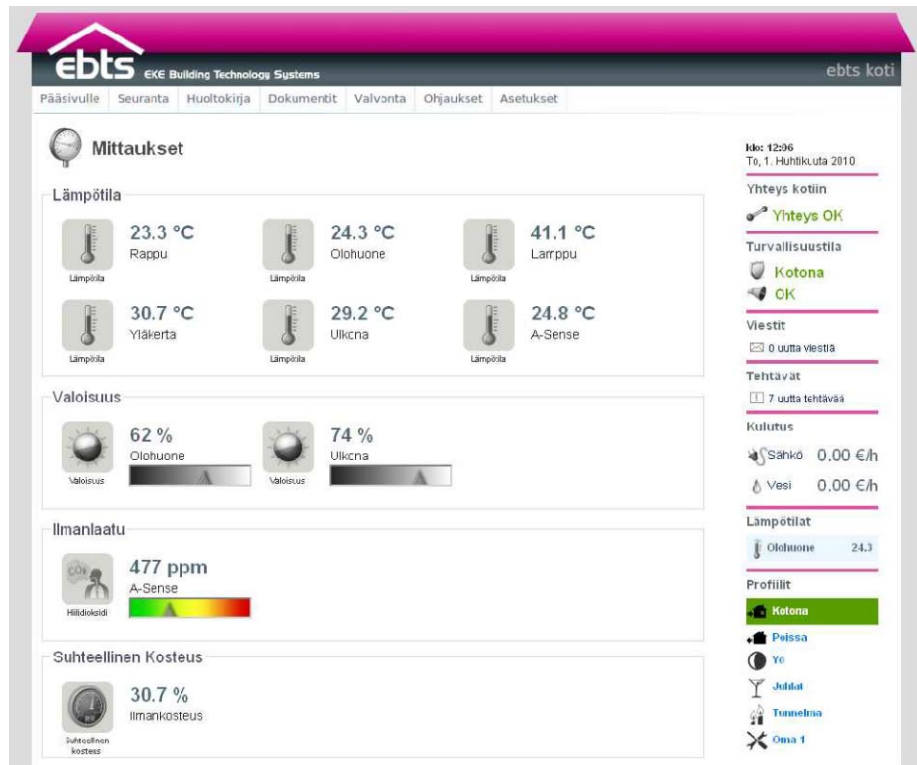 ebts EKE Building Technology Systems
ebts koti
Pääsivulle Seuranta Huoltokirja Dokumentit Valvonta Ohjaukset Asetukset
Mittaukset
Lämpötila
23.3 °C
Rappu
Lämpötila
24.3 °C
Olohuone
Lämpötila
41.1 °C
Lamppu
Lämpötila
30.7 °C
Yläkerta
Lämpötila
29.2 °C
Ulkona
Lämpötila
24.8 °C
A-Sense
Lämpötila
Valoisuus
62 %
Olohuone
Valoisuus
74 %
Ulkona
Valoisuus
Ilmanlaatu
477 ppm
A-Sense
Hiilidioksidi
Suhteellinen Kosteus
30.7 %
Ilmankosteus
Suhteellinen
kosteus
klo: 12:06
To, 1. Huhtikuuta 2010
Yhteys kotiin
Yhteys OK
Turvallisuustila
Kotona
OK
Viestit
0 uutta viestiä
Tehtävät
7 uutta tehtävää
Kulutus
Sähkö 0.00 €/h
Vesi 0.00 €/h
Lämpötilat
Olohuone 24.3
Profiilit
Kotona
Poissa
Yö
Juhlat
Tunnelma
Oma 1